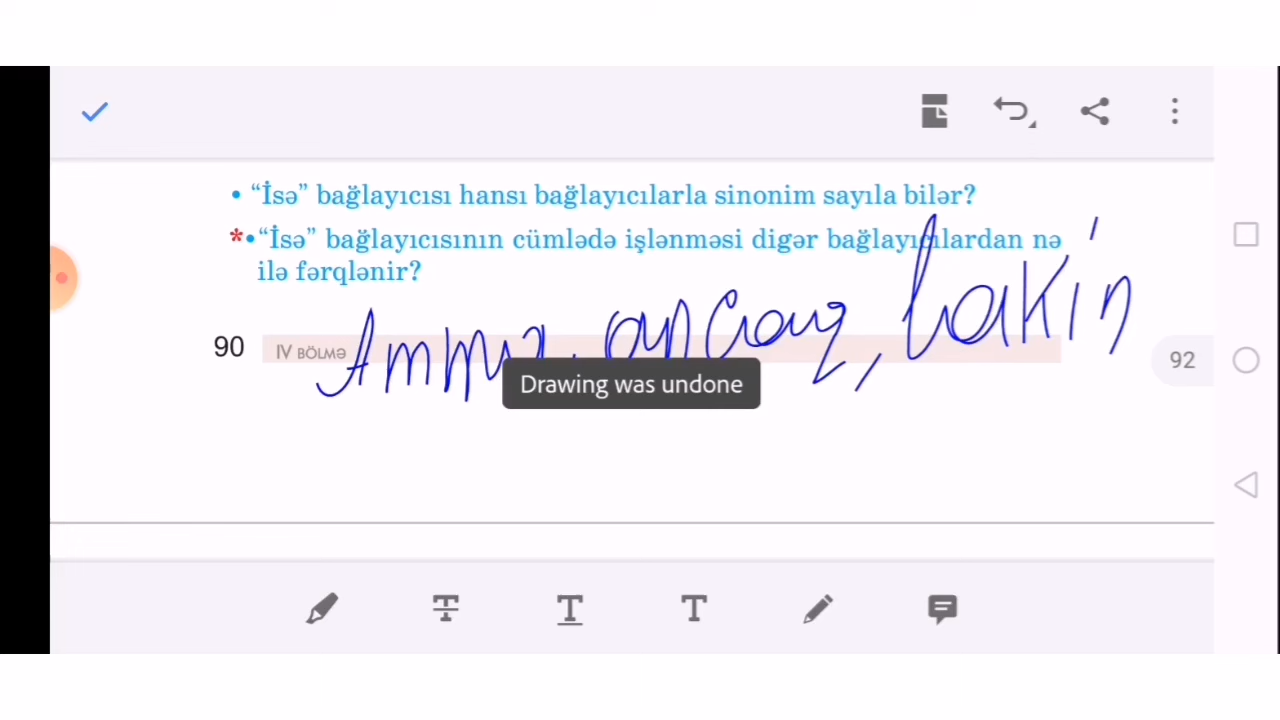 • “İsə” bağlayıcısı hansı bağlayıcılarla sinonim sayıla bilər?
*• “İsə” bağlayıcısının cümlədə işlənməsi digər bağlayıcılardan nə
ilə fərqlənir?
90 IV BÖLMƏ
Amma, ancaq, lakin
Drawing was undone
92